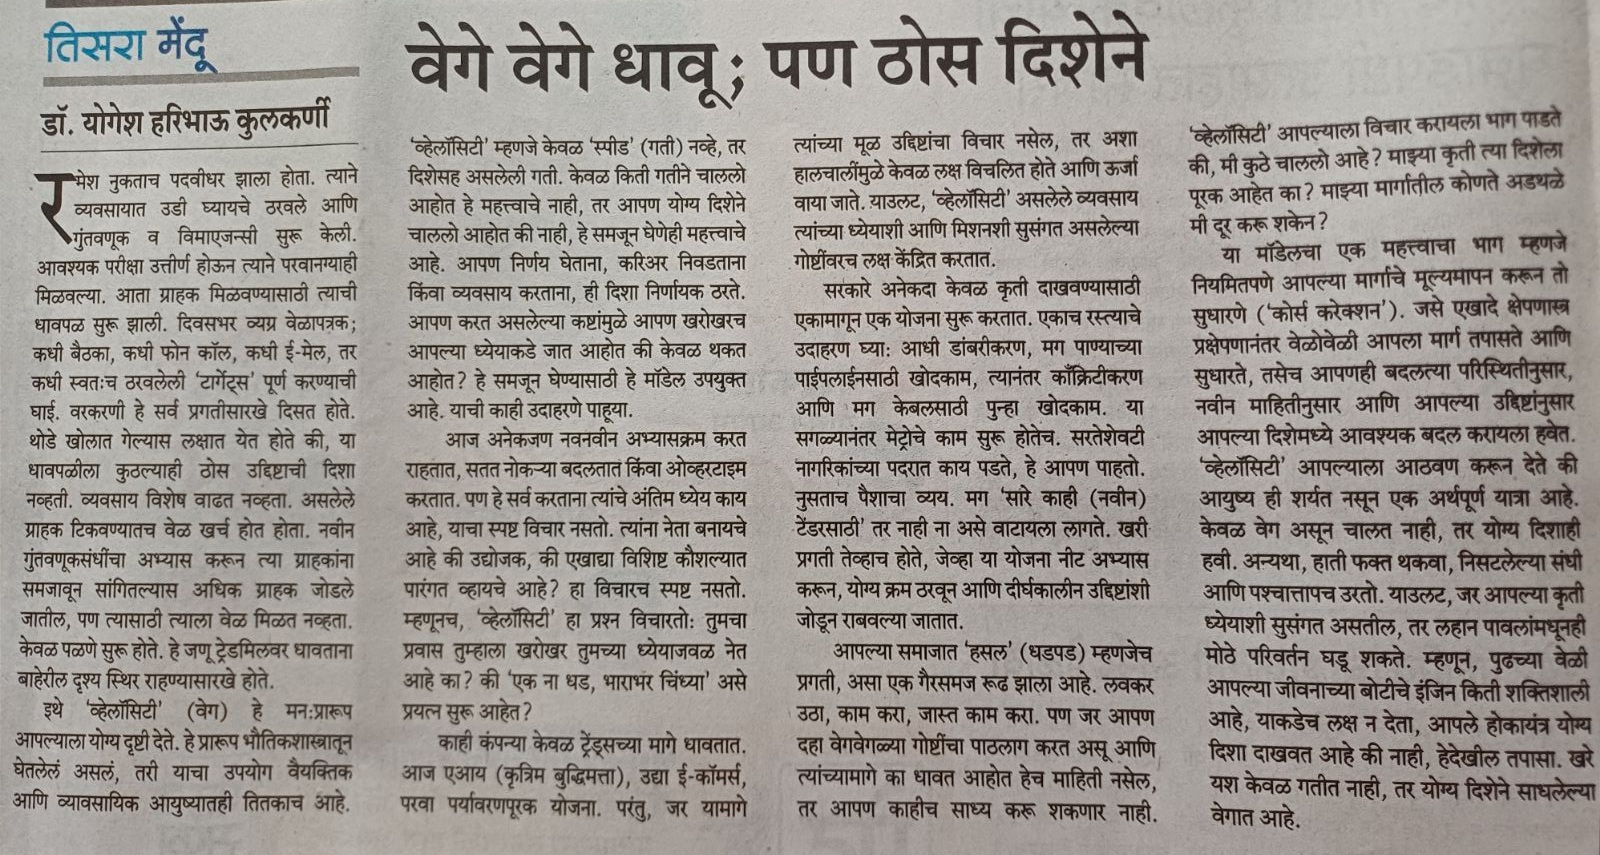 तिसरा मेंदू
वेगे वेगे धावू; पण ठोस दिशेने
डॉ. योगेश हरिभाऊ कुलकर्णी
रमेश नुकताच पदवीधर झाला होता. त्याने
व्यवसायात उडी घ्यायचे ठरवले आणि
गुंतवणूक व विमाएजन्सी सुरू केली.
आवश्यक परीक्षा उत्तीर्ण होऊन त्याने परवानग्याही
मिळवल्या. आता ग्राहक मिळवण्यासाठी त्याची
धावपळ सुरू झाली. दिवसभर व्यग्र वेळापत्रक;
कधी बैठका, कधी फोन कॉल, कधी ई-मेल, तर
कधी स्वतःच ठरवलेली ‘टार्गेट्स’ पूर्ण करण्याची
घाई. वरकरणी हे सर्व प्रगतीसारखे दिसत होते.
थोडे खोलात गेल्यास लक्षात येत होते की, या
धावपळीला कुठल्याही ठोस उद्दिष्टाची दिशा
नव्हती. व्यवसाय विशेष वाढत नव्हता. असलेले
ग्राहक टिकवण्यातच वेळ खर्च होत होता. नवीन
गुंतवणूकसंधींचा अभ्यास करून त्या ग्राहकांना
समजावून सांगितल्यास अधिक ग्राहक जोडले
जातील, पण त्यासाठी त्याला वेळ मिळत नव्हता.
केवळ पळणे सुरू होते. हे जणू ट्रेडमिलवर धावताना
बाहेरील दृश्य स्थिर राहण्यासारखे होते.
इथे ‘व्हेलॉसिटी’ (वेग) हे मनःप्रारूप
आपल्याला योग्य दृष्टी देते. हे प्रारूप भौतिकशास्त्रातून
घेतलेलं असलं, तरी याचा उपयोग वैयक्तिक
आणि व्यावसायिक आयुष्यातही तितकाच आहे.
‘व्हेलॉसिटी’ म्हणजे केवळ ‘स्पीड’ (गती) नव्हे, तर
दिशेसह असलेली गती. केवळ किती गतीने चाललो
आहोत हे महत्त्वाचे नाही, तर आपण योग्य दिशेने
चाललो आहोत की नाही, हे समजून घेणेही महत्त्वाचे
आहे. आपण निर्णय घेताना, करिअर निवडताना
किंवा व्यवसाय करताना, ही दिशा निर्णायक ठरते.
आपण करत असलेल्या कष्टांमुळे आपण खरोखरच
आपल्या ध्येयाकडे जात आहोत की केवळ थकत
आहोत? हे समजून घेण्यासाठी हे मॉडेल उपयुक्त
आहे. याची काही उदाहरणे पाहूया.
आज अनेकजण नवनवीन अभ्यासक्रम करत
राहतात, सतत नोकऱ्या बदलतात किंवा ओव्हरटाइम
करतात. पण हे सर्व करताना त्यांचे अंतिम ध्येय काय
आहे, याचा स्पष्ट विचार नसतो. त्यांना नेता बनायचे
आहे की उद्योजक, की एखाद्या विशिष्ट कौशल्यात
पारंगत व्हायचे आहे? हा विचारच स्पष्ट नसतो.
म्हणूनच, ‘व्हेलॉसिटी’ हा प्रश्न विचारतो: तुमचा
प्रवास तुम्हाला खरोखर तुमच्या ध्येयाजवळ नेत
आहे का? की ‘एक ना धड, भाराभर चिंध्या’ असे
प्रयत्न सुरू आहेत?
काही कंपन्या केवळ ट्रेंड्सच्या मागे धावतात.
आज एआय (कृत्रिम बुद्धिमत्ता), उद्या ई-कॉमर्स,
परवा पर्यावरणपूरक योजना. परंतु, जर यामागे
त्यांच्या मूळ उद्दिष्टांचा विचार नसेल, तर अशा
हालचालींमुळे केवळ लक्ष विचलित होते आणि ऊर्जा
वाया जाते. याउलट, ‘व्हेलॉसिटी’ असलेले व्यवसाय
त्यांच्या ध्येयाशी आणि मिशनशी सुसंगत असलेल्या
गोष्टींवरच लक्ष केंद्रित करतात.
सरकारे अनेकदा केवळ कृती दाखवण्यासाठी
एकामागून एक योजना सुरू करतात. एकाच रस्त्याचे
उदाहरण घ्याः आधी डांबरीकरण, मग पाण्याच्या
पाईपलाईनसाठी खोदकाम, त्यानंतर काँक्रिटीकरण
आणि मग केबलसाठी पुन्हा खोदकाम. या
सगळ्यानंतर मेट्रोचे काम सुरू होतेच. सरतेशेवटी
नागरिकांच्या पदरात काय पडते, हे आपण पाहतो.
नुसताच पैशाचा व्यय. मग ‘सारे काही (नवीन)
टेंडरसाठी’ तर नाही ना असे वाटायला लागते. खरी
प्रगती तेव्हाच होते, जेव्हा या योजना नीट अभ्यास
करून, योग्य क्रम ठरवून आणि दीर्घकालीन उद्दिष्टांशी
जोडून राबवल्या जातात.
आपल्या समाजात ‘हसल’ (धडपड) म्हणजेच
प्रगती, असा एक गैरसमज रूढ झाला आहे. लवकर
उठा, काम करा, जास्त काम करा. पण जर आपण
दहा वेगवेगळ्या गोष्टींचा पाठलाग करत असू आणि
त्यांच्यामागे का धावत आहोत हेच माहिती नसेल,
तर आपण काहीच साध्य करू शकणार नाही.
‘व्हेलॉसिटी’ आपल्याला विचार करायला भाग पाडते
की, मी कुठे चाललो आहे? माझ्या कृती त्या दिशेला
पूरक आहेत का? माझ्या मार्गातील कोणते अडथळे
मी दूर करू शकेन?
या मॉडेलचा एक महत्त्वाचा भाग म्हणजे
नियमितपणे आपल्या मार्गाचे मूल्यमापन करून तो
सुधारणे (‘कोर्स करेक्शन’). जसे एखादे क्षेपणास्त्र
प्रक्षेपणानंतर वेळोवेळी आपला मार्ग तपासते आणि
सुधारते, तसेच आपणही बदलत्या परिस्थितीनुसार,
नवीन माहितीनुसार आणि आपल्या उद्दिष्टांनुसार
आपल्या दिशेमध्ये आवश्यक बदल करायला हवेत.
‘व्हेलॉसिटी’ आपल्याला आठवण करून देते की
आयुष्य ही शर्यत नसून एक अर्थपूर्ण यात्रा आहे.
केवळ वेग असून चालत नाही, तर योग्य दिशाही
हवी. अन्यथा, हाती फक्त थकवा, निसटलेल्या संधी
आणि पश्चात्तापच उरतो. याउलट, जर आपल्या कृती
ध्येयाशी सुसंगत असतील, तर लहान पावलांमधूनही
मोठे परिवर्तन घडू शकते. म्हणून, पुढच्या वेळी
आपल्या जीवनाच्या बोटीचे इंजिन किती शक्तिशाली
आहे, याकडेच लक्ष न देता, आपले होकायंत्र योग्य
दिशा दाखवत आहे की नाही, हेदेखील तपासा. खरे
यश केवळ गतीत नाही, तर योग्य दिशेने साधलेल्या
वेगात आहे.